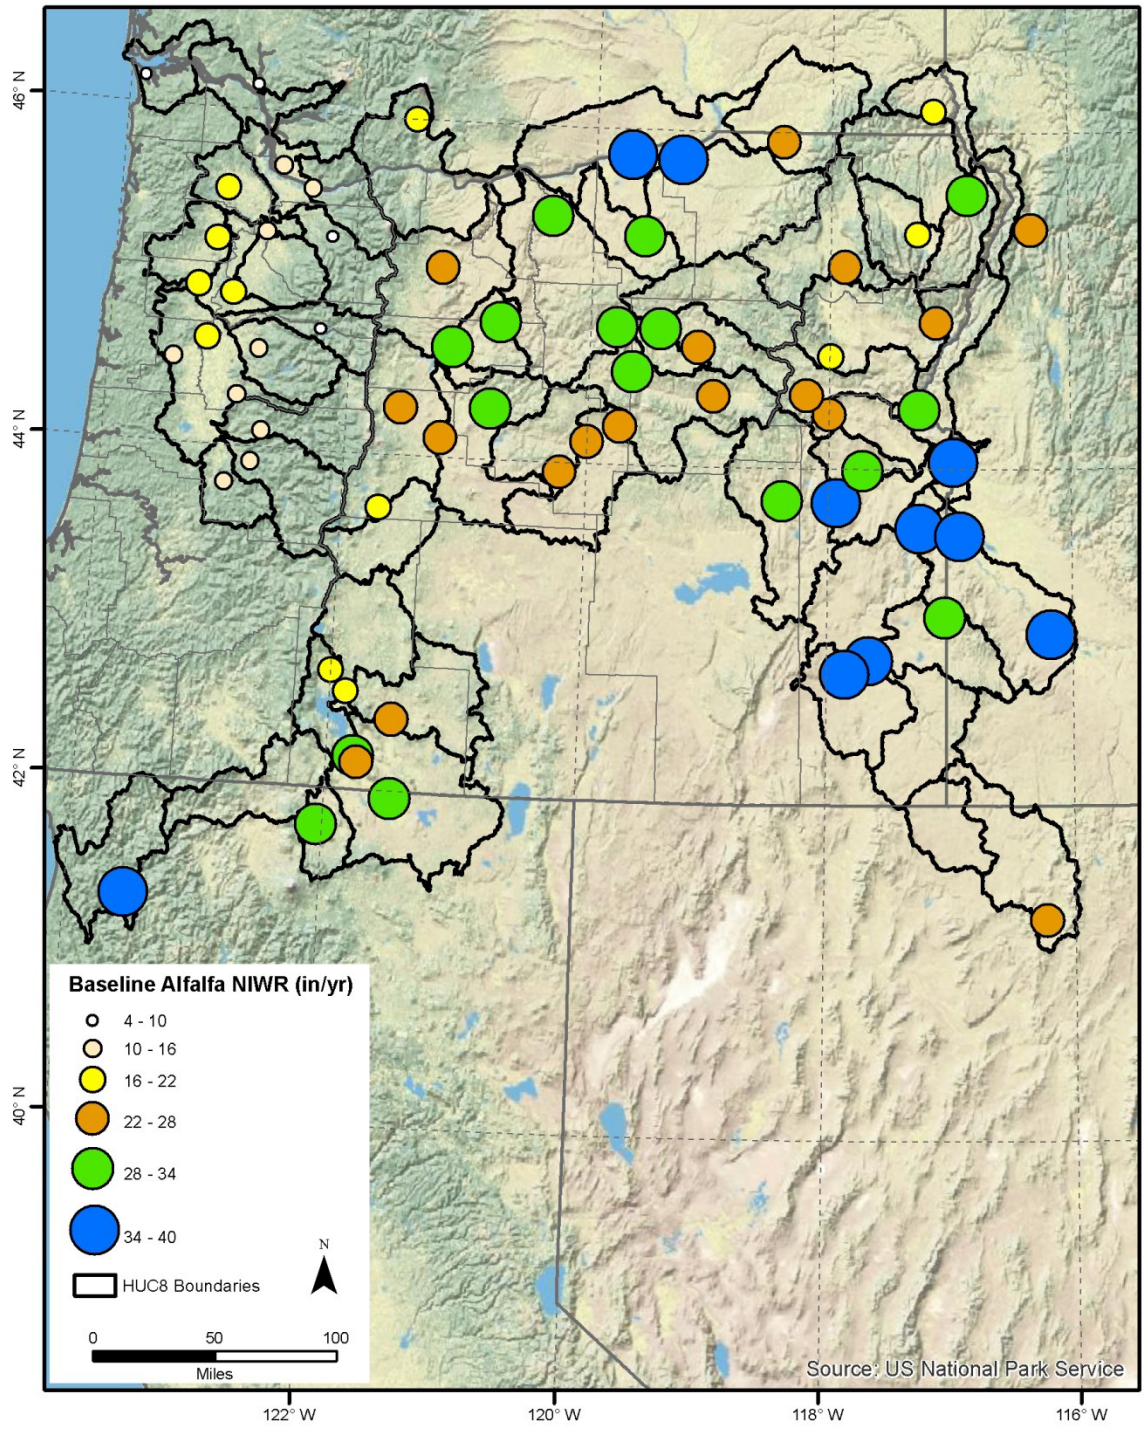 46° N
44° N
42° N
40° N
Baseline Alfalfa NIWR (in/yr)
4 - 10
10 - 16
16 - 22
22 - 28
28 - 34
34 - 40
N
HUC8 Boundaries
0 50 100
Miles
Source: US National Park Service
122° W 120° W 118° W 116° W